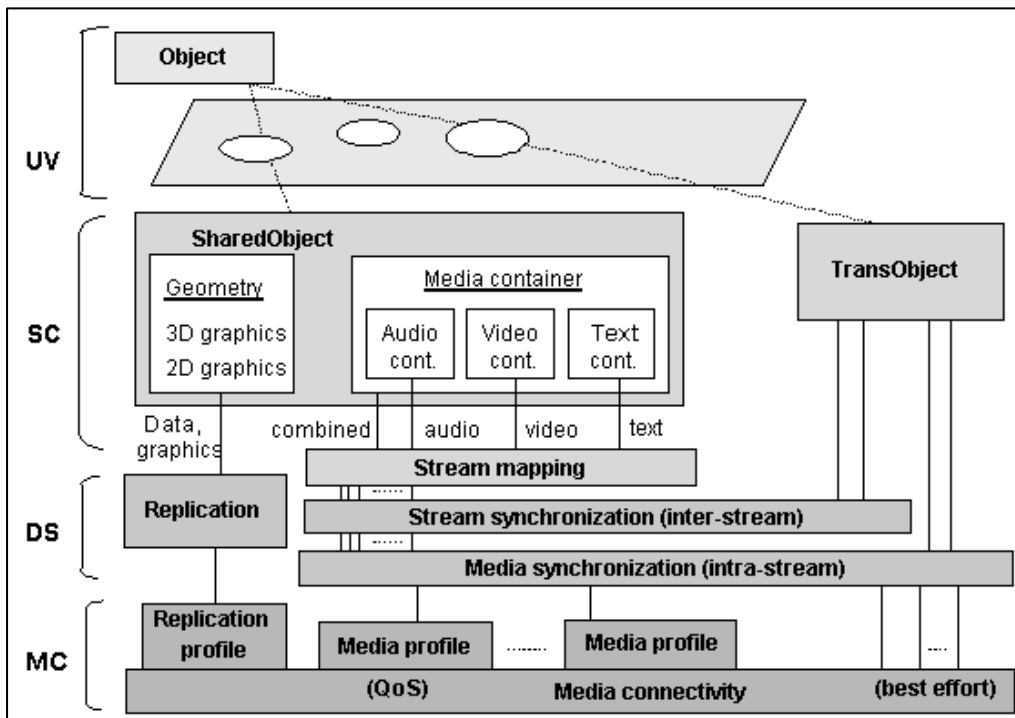 Object
UV
SharedObject
TransObject
Geometry
Media container
SC
3D graphics
2D graphics
Audio
cont.
Video
cont.
Text
cont.
Data,
graphics
combined
audio
video
text
Stream mapping
DS
Replication
Stream synchronization (inter-stream)
Media synchronization (intra-stream)
MC
Replication
profile
Media profile
Media profile
(QoS)
Media connectivity
(best effort)